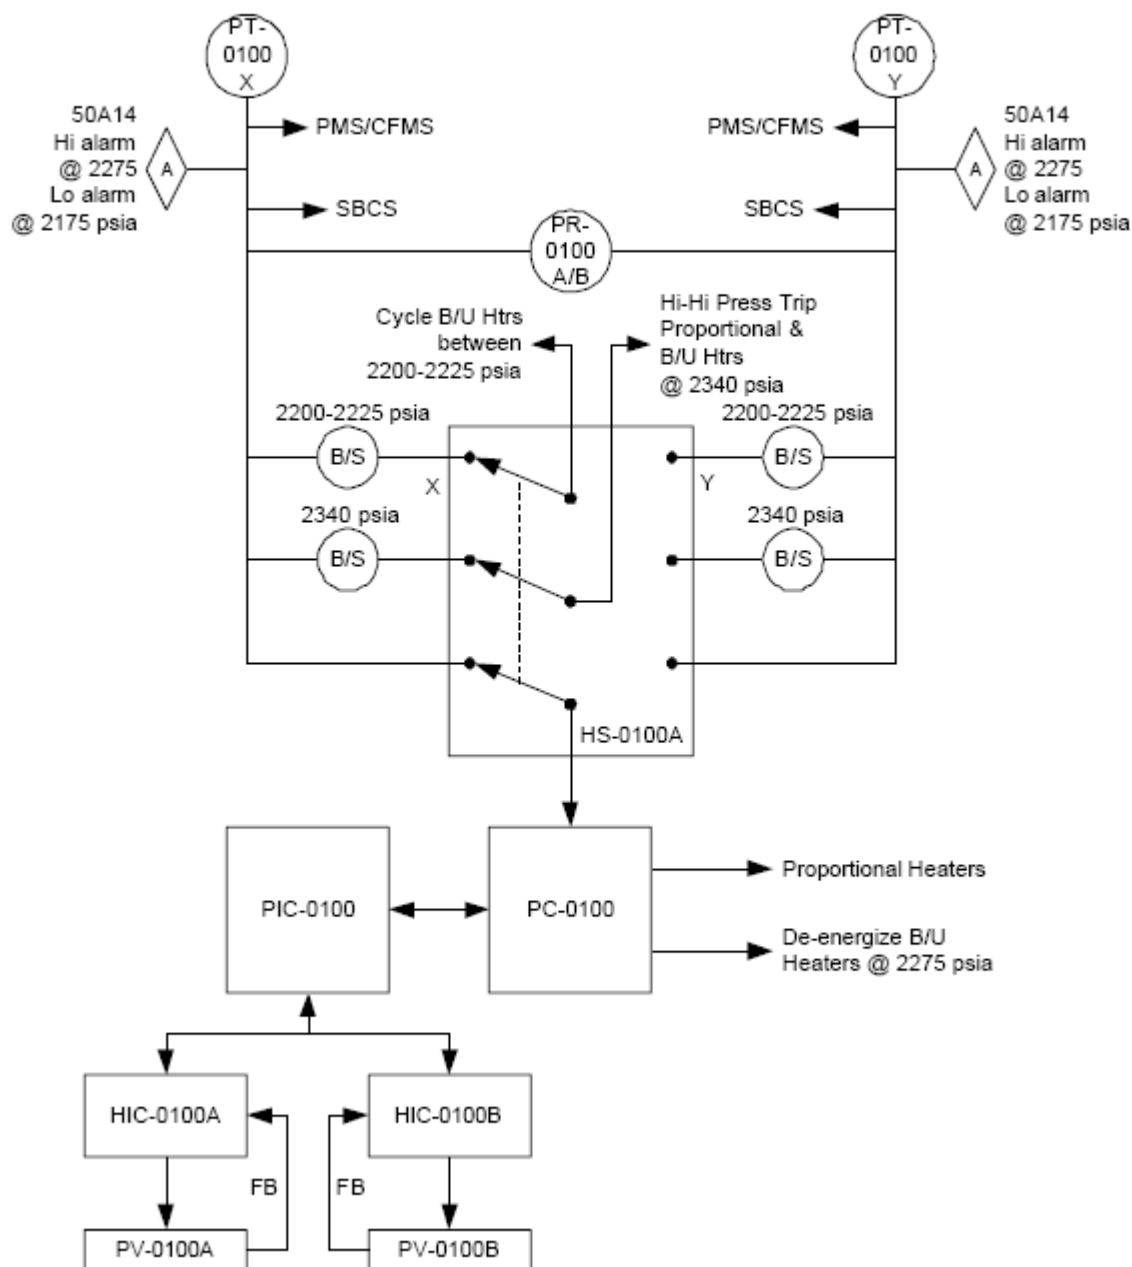 PT-
0100
X
PT-
0100
Y
50A14
Hi alarm
@ 2275
Lo alarm
@ 2175 psia
A
PMS/CFMS
SBCS
PMS/CFMS
SBCS
A
50A14
Hi alarm
@ 2275
Lo alarm
@ 2175 psia
PR-
0100
A/B
Cycle B/U Htrs
between
2200-2225 psia
Hi-Hi Press Trip
Proportional &
B/U Htrs
@ 2340 psia
2200-2225 psia
B/S
2200-2225 psia
B/S
X
Y
2340 psia
B/S
2340 psia
B/S
HS-0100A
PIC-0100
PC-0100
Proportional Heaters
De-energize B/U
Heaters @ 2275 psia
HIC-0100A
HIC-0100B
FB
FB
PV-0100A
PV-0100B